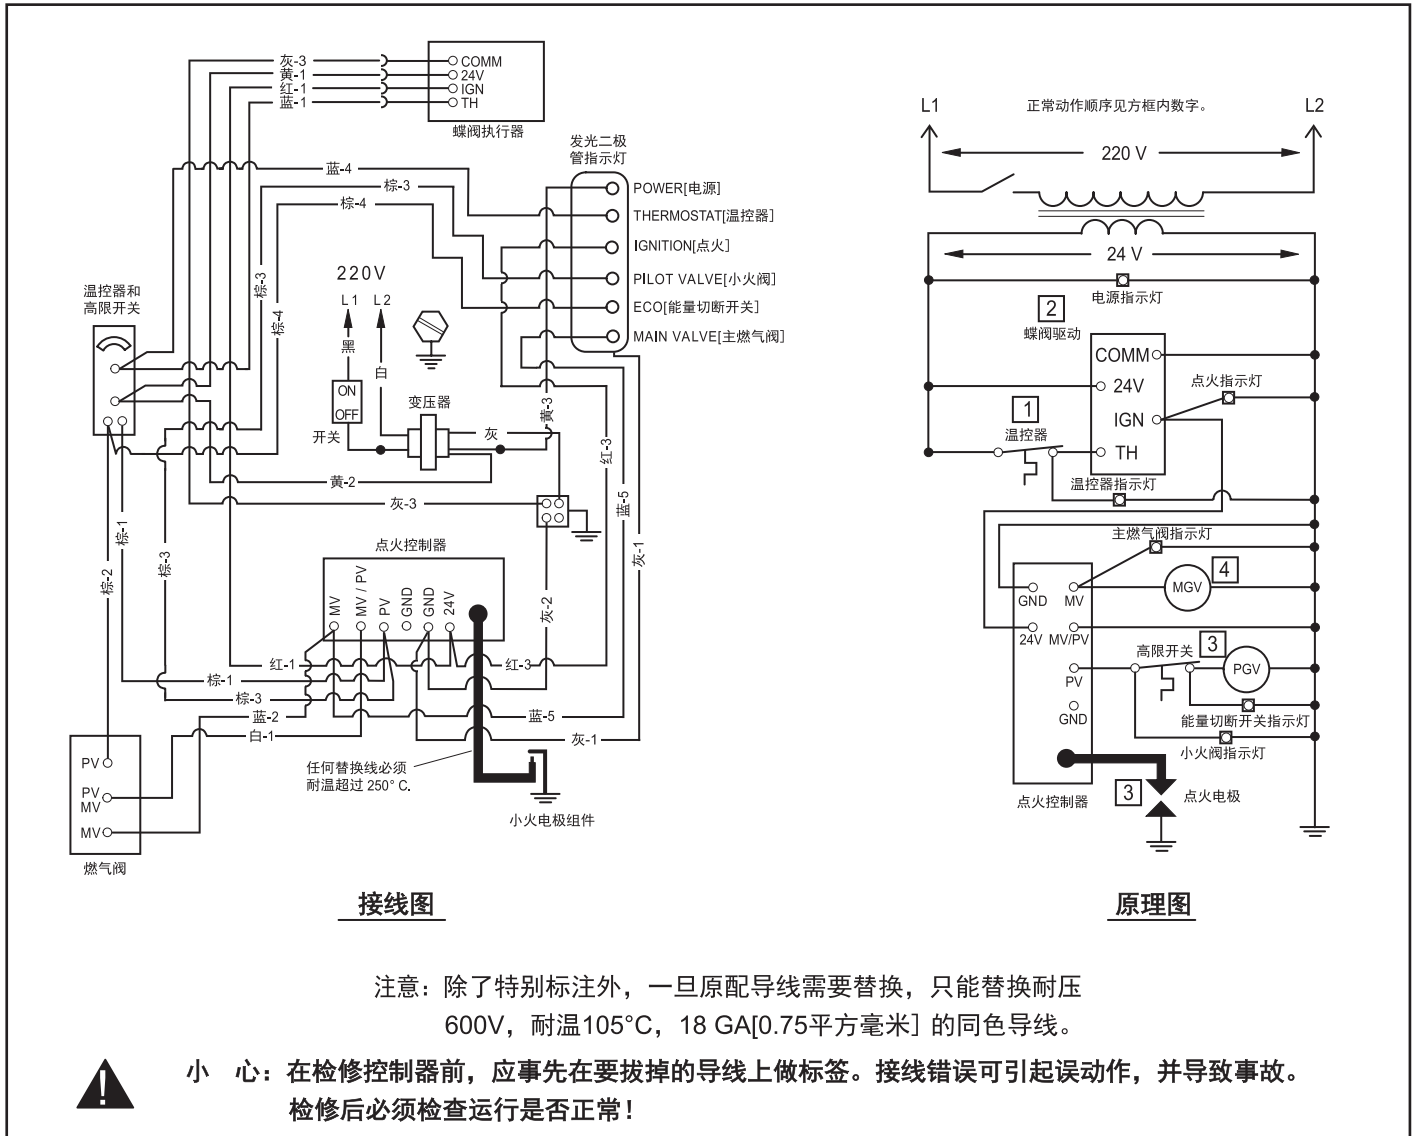 灰-3
黄-1
红-1
蓝-1
COMM
24V
IGN
TH
蝶阀执行器
发光二极
管指示灯
POWER[电源]
THERMOSTAT[温控器]
IGNITION[点火]
PILOT VALVE[小火阀]
ECO[能量切断开关]
MAIN VALVE[主燃气阀]
蓝-4
棕-3
棕-4
棕-3
棕-4
220V
L1 L2
黑
白
ON
OFF
开关
变压器
灰
黄-3
黄-2
灰-3
温控器和
高限开关
红-3
蓝-5
灰-1
棕-1
棕-2
棕-3
灰-2
点火控制器
MV
MV / PV
PV
GND
GND
24V
红-1
红-3
棕-1
棕-3
蓝-2
蓝-5
白-1
灰-1
任何替换线必须
耐温超过 250° C.
小火电极组件
PV
PV
MV
MV
燃气阀
接线图
L1
正常动作顺序见方框内数字。
L2
220 V
24 V
电源指示灯
2
蝶阀驱动
COMM
24V
IGN
TH
点火指示灯
1
温控器
温控器指示灯
主燃气阀指示灯
GND
MV
MGV
4
24V
MV/PV
高限开关
3
PV
PGV
GND
能量切断开关指示灯
小火阀指示灯
3
点火电极
点火控制器
原理图
注意：除了特别标注外，一旦原配导线需要替换，只能替换耐压
600V，耐温105°C，18 GA[0.75平方毫米] 的同色导线。
小 心：在检修控制器前，应事先在要拔掉的导线上做标签。接线错误可引起误动作，并导致事故。
检修后必须检查运行是否正常！